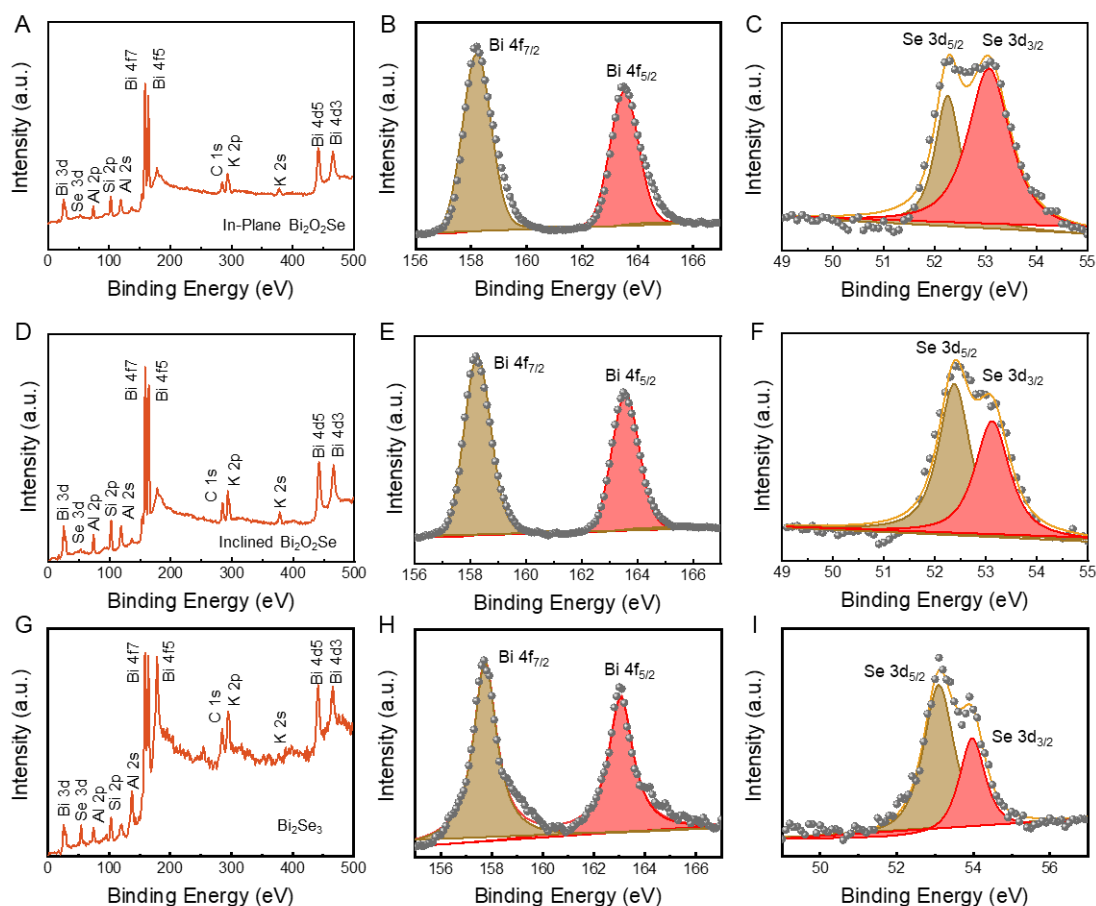 A
Intensity (a.u.)
Bi 3d
Se 3d
Al 2p
Si 2p
Al 2s
Bi 4f7
Bi 4f5
C 1s
K 2p
K 2s
Bi 4d5
Bi 4d3
In-Plane Bi₂O₂Se
0 100 200 300 400 500
Binding Energy (eV)
B
Intensity (a.u.)
Bi 4f₇/₂
Bi 4f₅/₂
156 158 160 162 164 166
Binding Energy (eV)
C
Intensity (a.u.)
Se 3d₅/₂
Se 3d₃/₂
49 50 51 52 53 54 55
Binding Energy (eV)
D
Intensity (a.u.)
Bi 3d
Se 3d
Al 2p
Si 2p
Al 2s
Bi 4f7
Bi 4f5
C 1s
K 2p
K 2s
Bi 4d5
Bi 4d3
Inclined Bi₂O₂Se
0 100 200 300 400 500
Binding Energy (eV)
E
Intensity (a.u.)
Bi 4f₇/₂
Bi 4f₅/₂
156 158 160 162 164 166
Binding Energy (eV)
F
Intensity (a.u.)
Se 3d₅/₂
Se 3d₃/₂
49 50 51 52 53 54 55
Binding Energy (eV)
G
Intensity (a.u.)
Bi 3d
Se 3d
Al 2p
Si 2p
Al 2s
Bi 4f7
Bi 4f5
C 1s
K 2p
K 2s
Bi 4d5
Bi 4d3
Bi₂Se₃
0 100 200 300 400 500
Binding Energy (eV)
H
Intensity (a.u.)
Bi 4f₇/₂
Bi 4f₅/₂
156 158 160 162 164 166
Binding Energy (eV)
I
Intensity (a.u.)
Se 3d₅/₂
Se 3d₃/₂
50 52 54 56
Binding Energy (eV)